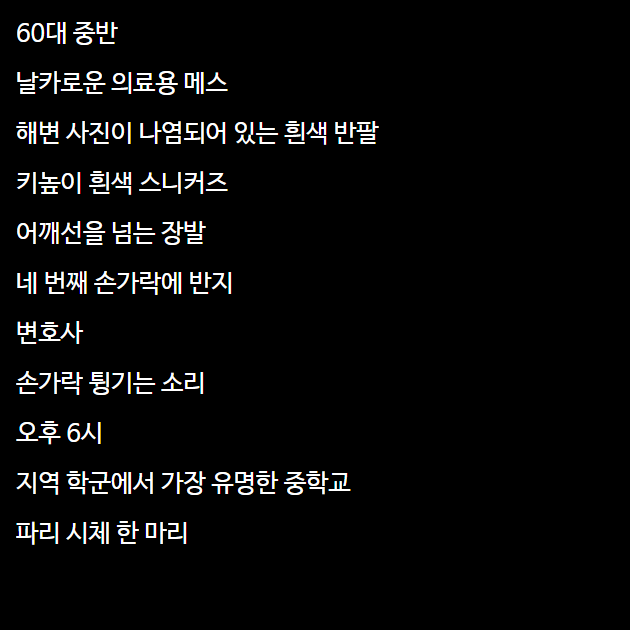 60대 중반
날카로운 의료용 메스
해변 사진이 나염되어 있는 흰색 반팔
키높이 흰색 스니커즈
어깨선을 넘는 장발
네 번째 손가락에 반지
변호사
손가락 튕기는 소리
오후 6시
지역 학군에서 가장 유명한 중학교
파리 시체 한 마리